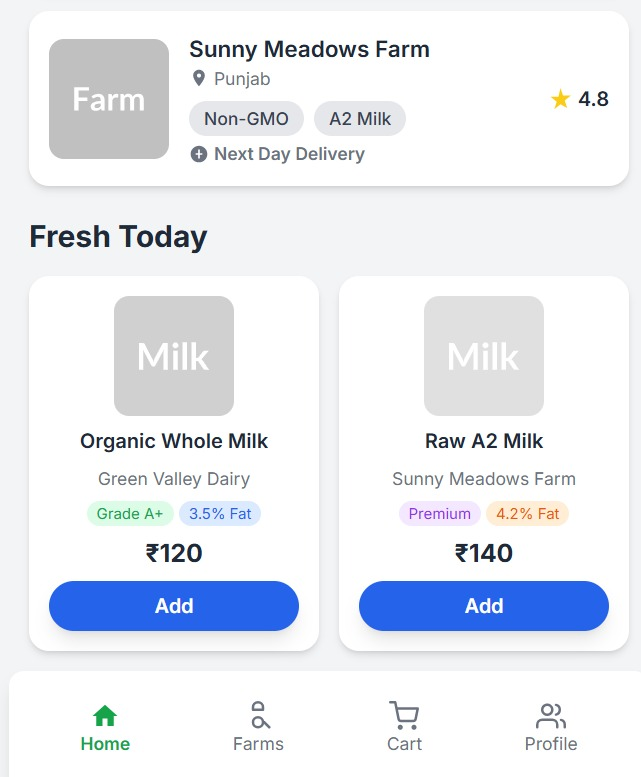 Farm
Sunny Meadows Farm
Punjab
Non-GMO A2 Milk
Next Day Delivery
4.8
Fresh Today
Milk
Organic Whole Milk
Green Valley Dairy
Grade A+ 3.5% Fat
₹120
Add
Milk
Raw A2 Milk
Sunny Meadows Farm
Premium 4.2% Fat
₹140
Add
Home
Farms
Cart
Profile